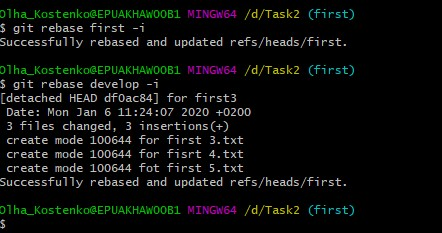 Olha_Kostenko@EPUAKHAWOOB1 MINGW64 /d/Task2 (first)
$ git rebase first -i
Successfully rebased and updated refs/heads/first.
Olha_Kostenko@EPUAKHAWOOB1 MINGW64 /d/Task2 (first)
$ git rebase develop -i
[detached HEAD df0ac84] for first3
Date: Mon Jan 6 11:24:07 2020 +0200
3 files changed, 3 insertions(+)
create mode 100644 for first 3.txt
create mode 100644 for fisrt 4.txt
create mode 100644 fot first 5.txt
Successfully rebased and updated refs/heads/first.
Olha_Kostenko@EPUAKHAWOOB1 MINGW64 /d/Task2 (first)
$